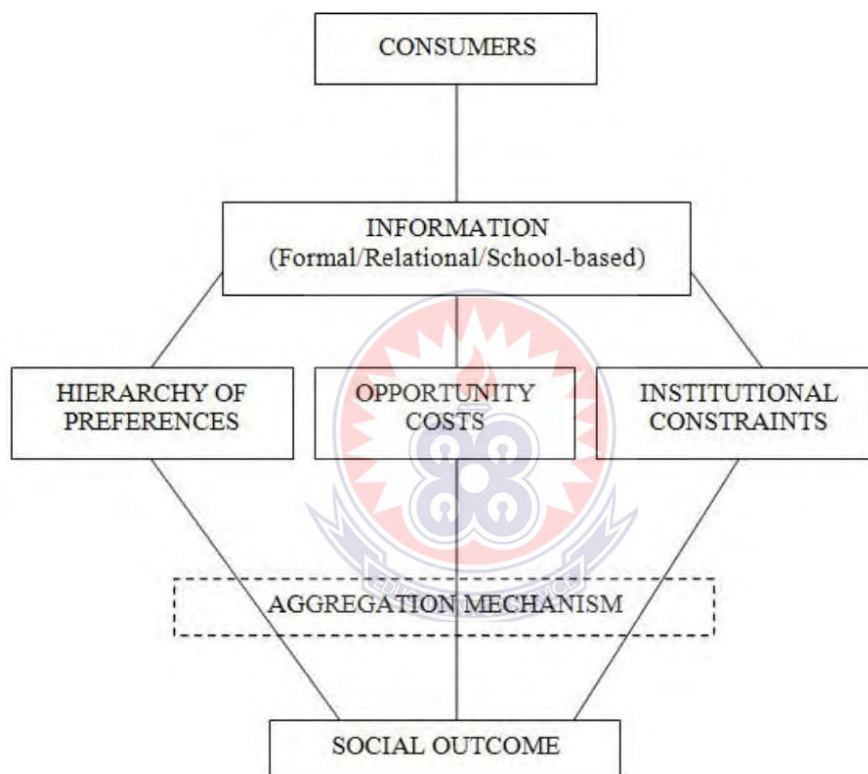 CONSUMERS
INFORMATION
(Formal/Relational/School-based)
HIERARCHY OF
PREFERENCES
OPPORTUNITY
COSTS
INSTITUTIONAL
CONSTRAINTS
AGGREGATION MECHANISM
SOCIAL OUTCOME